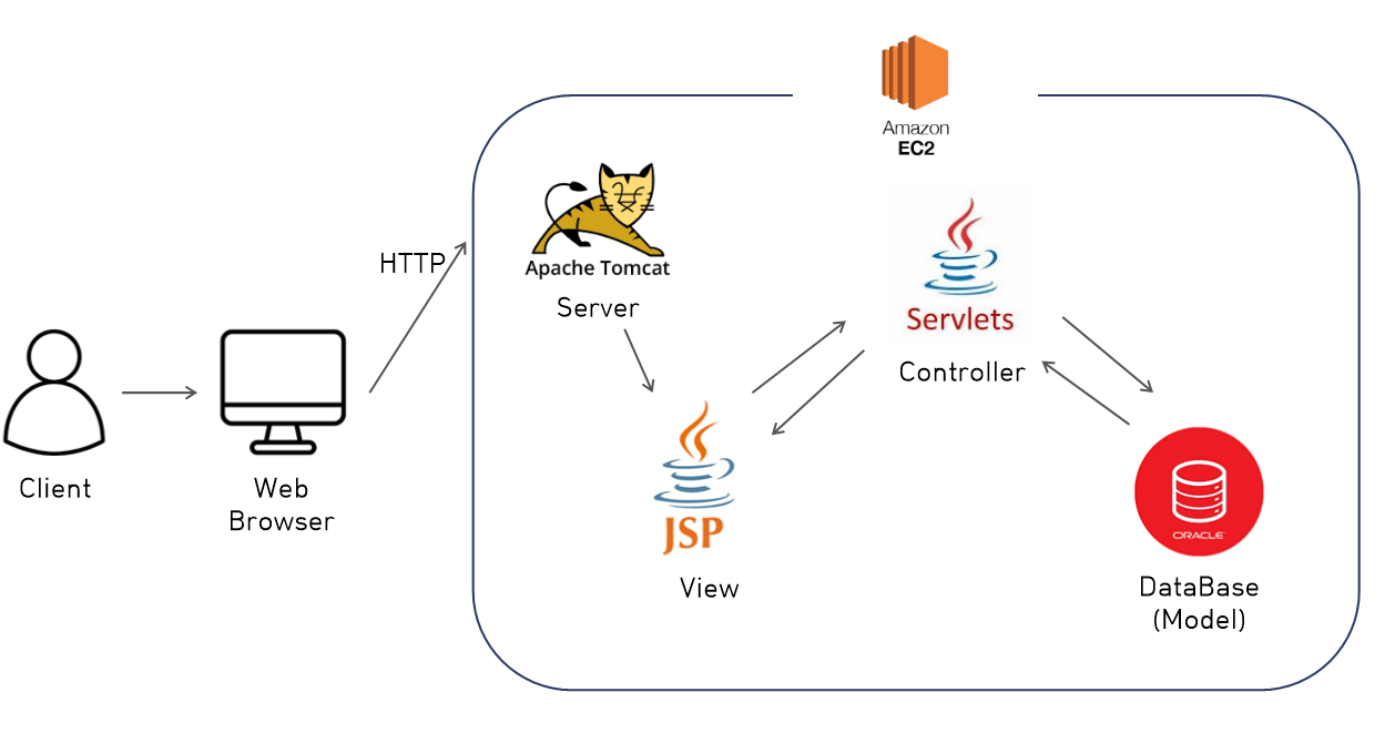 Amazon
EC2
Apache Tomcat
Server
HTTP
Servlets
Controller
Client
Web
Browser
JSP
View
ORACLE
DataBase
(Model)